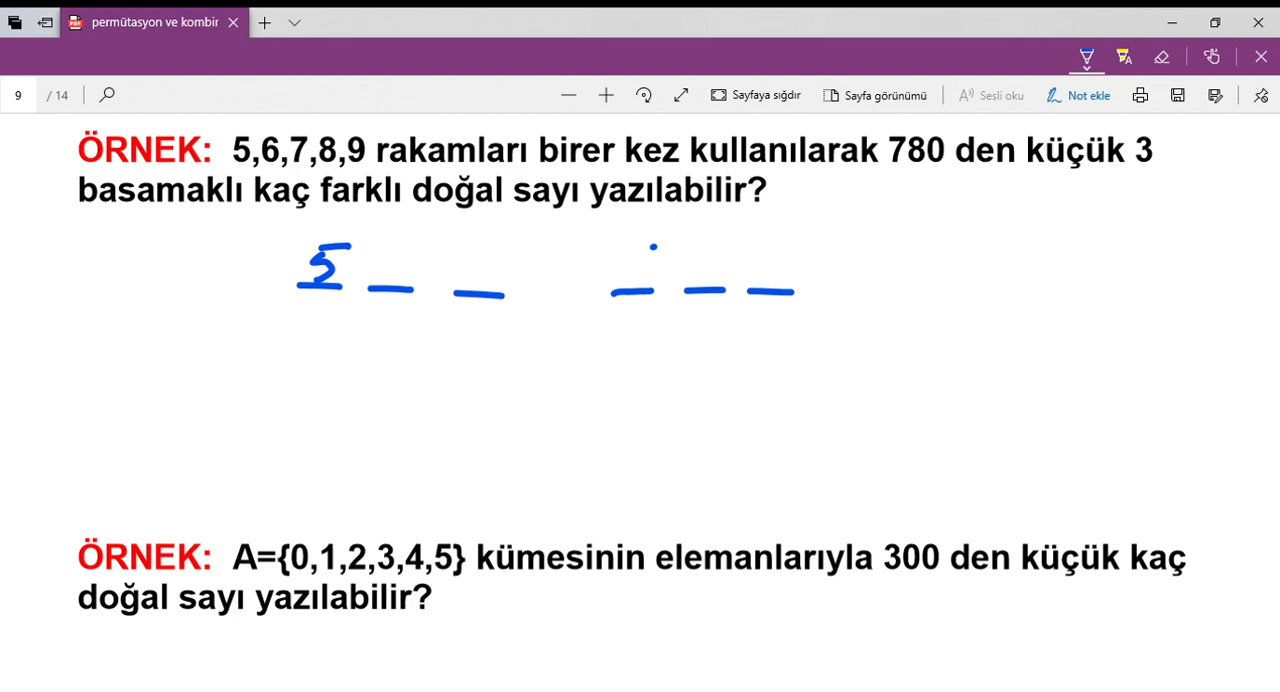 permütasyon ve kombir
9 / 14
Sayfaya sığdır
Sayfa görünümü
Sesli oku
Not ekle
ÖRNEK: 5,6,7,8,9 rakamları birer kez kullanılarak 780 den küçük 3
basamaklı kaç farklı doğal sayı yazılabilir?
5 _ _ _ _ _
ÖRNEK: A={0,1,2,3,4,5} kümesinin elemanlarıyla 300 den küçük kaç
doğal sayı yazılabilir?